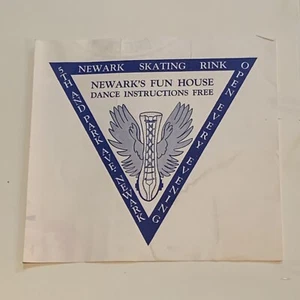 NEWARK SKATING RINK
NEWARK'S FUN HOUSE
DANCE INSTRUCTIONS FREE
OPEN EVERY EVENING
5TH AND PARK AVE. NEWARK